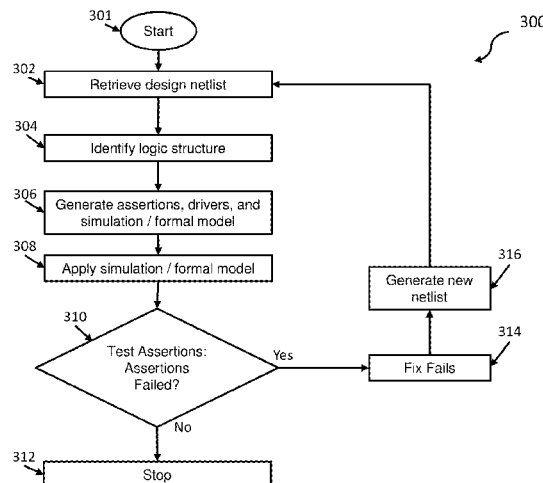 300
301
Start
302
Retrieve design netlist
304
Identify logic structure
306
Generate assertions, drivers, and
simulation / formal model
308
Apply simulation / formal model
310
Test Assertions:
Assertions
Failed?
Yes
No
316
Generate new
netlist
314
Fix Fails
312
Stop